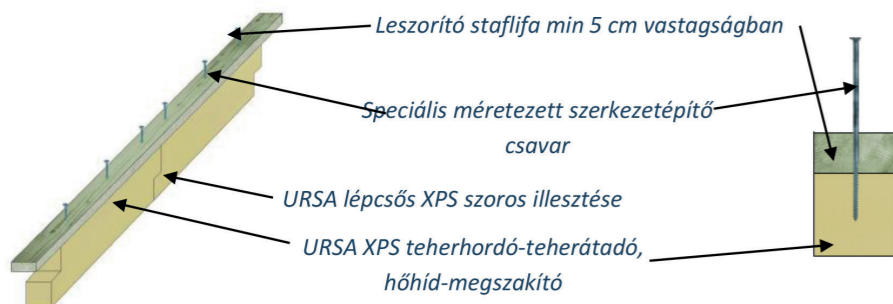 Leszorító staflifa min 5 cm vastagságban
Speciális méretezett szerkezetépítő
csavar
URSA lépcsős XPS szoros illesztése
URSA XPS teherhordó-teherátadó,
hőhíd-megszakító